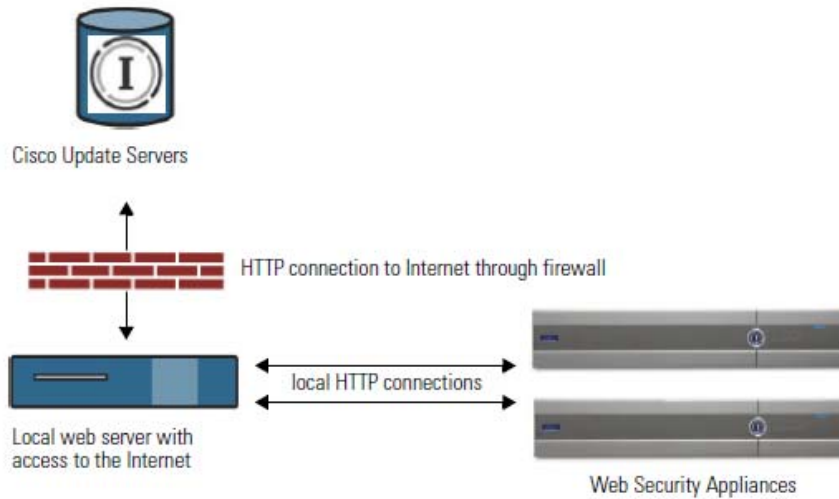 I
Cisco Update Servers
HTTP connection to Internet through firewall
local HTTP connections
Local web server with
access to the Internet
Web Security Appliances